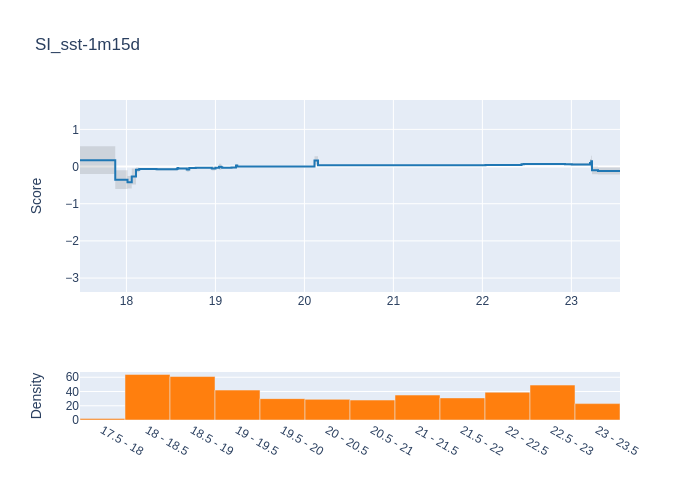 SI_sst-1m15d
Score
1
0
−1
−2
−3
18 19 20 21 22 23
Density
60
40
20
0
17.5 - 18
18 - 18.5
18.5 - 19
19 - 19.5
19.5 - 20
20 - 20.5
20.5 - 21
21 - 21.5
21.5 - 22
22 - 22.5
22.5 - 23
23 - 23.5